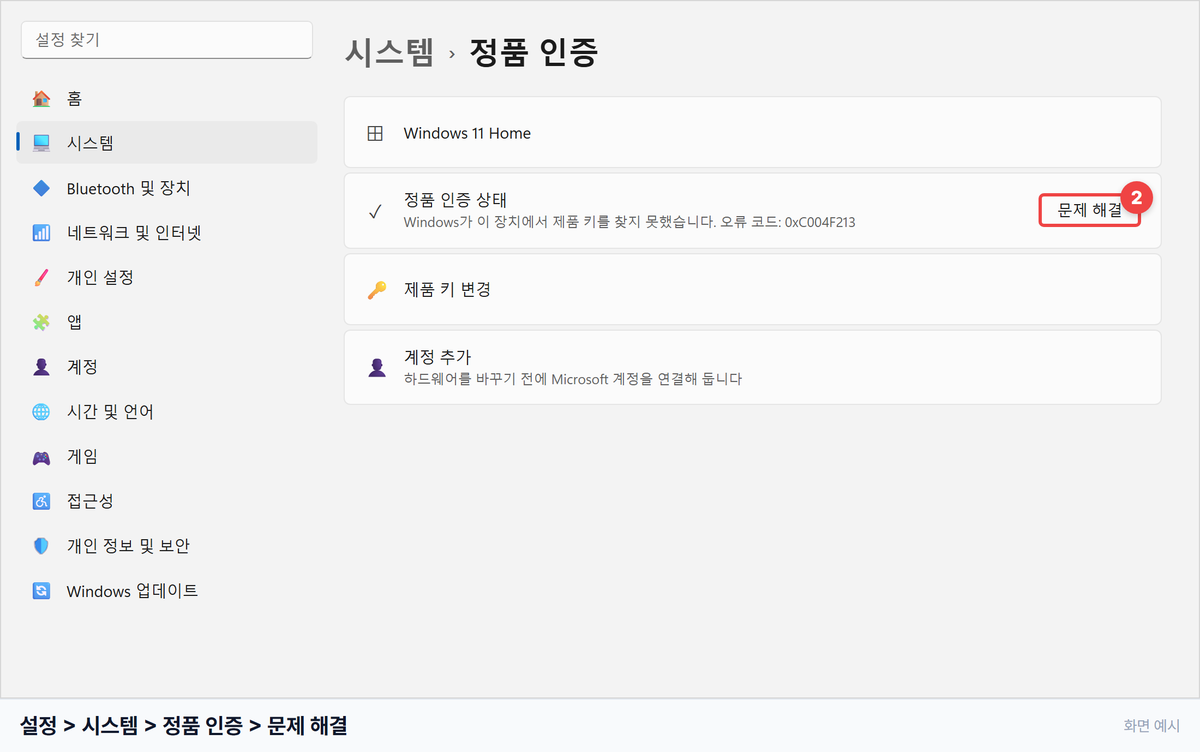 설정 찾기
홈
시스템
Bluetooth 및 장치
네트워크 및 인터넷
개인 설정
앱
계정
시간 및 언어
게임
접근성
개인 정보 및 보안
Windows 업데이트
시스템 › 정품 인증
Windows 11 Home
정품 인증 상태
Windows가 이 장치에서 제품 키를 찾지 못했습니다. 오류 코드: 0xC004F213
문제 해결
2
제품 키 변경
계정 추가
하드웨어를 바꾸기 전에 Microsoft 계정을 연결해 둡니다
설정 > 시스템 > 정품 인증 > 문제 해결
화면 예시